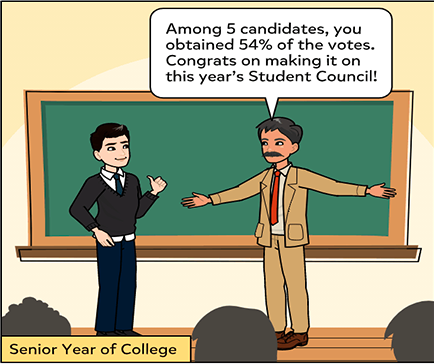 Among 5 candidates, you
obtained 54% of the votes.
Congrats on making it on
this year's Student Council!
Senior Year of College